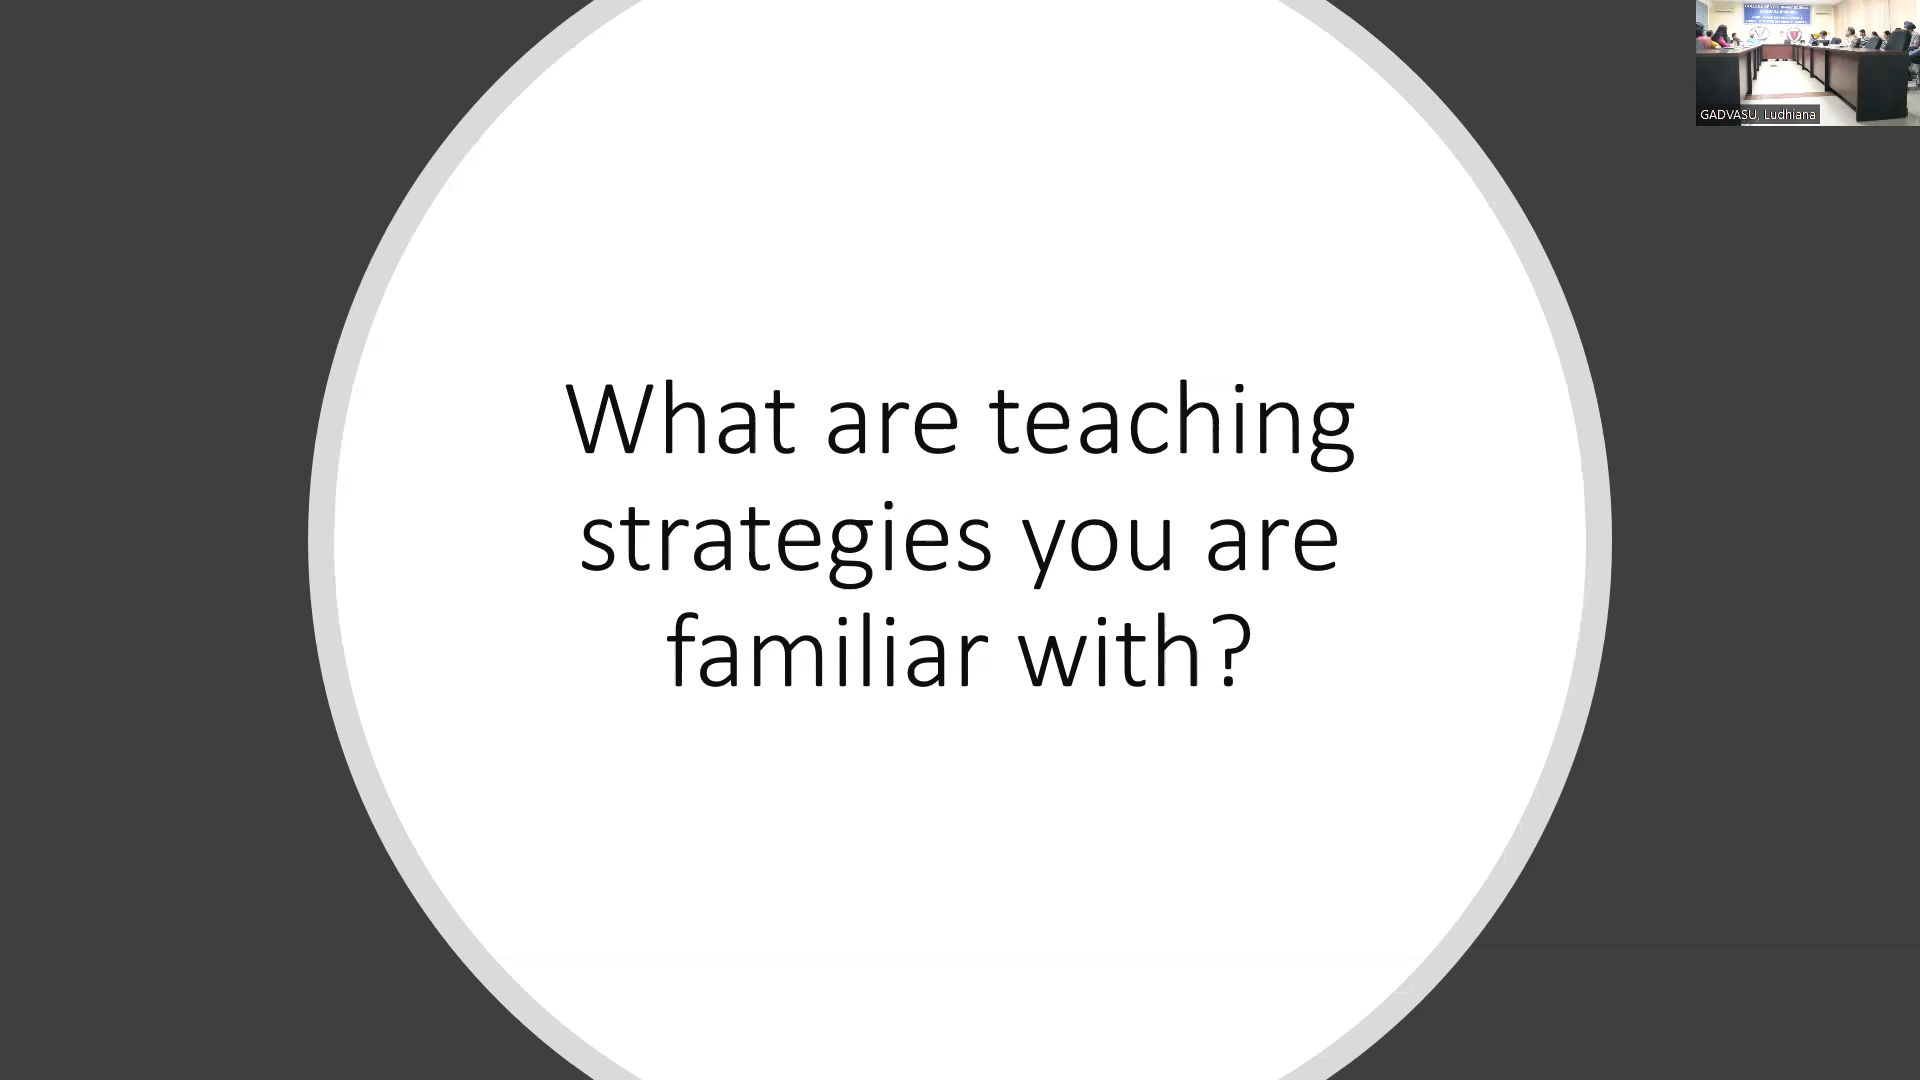 What are teaching
strategies you are
familiar with?
GADVASU, Ludhiana